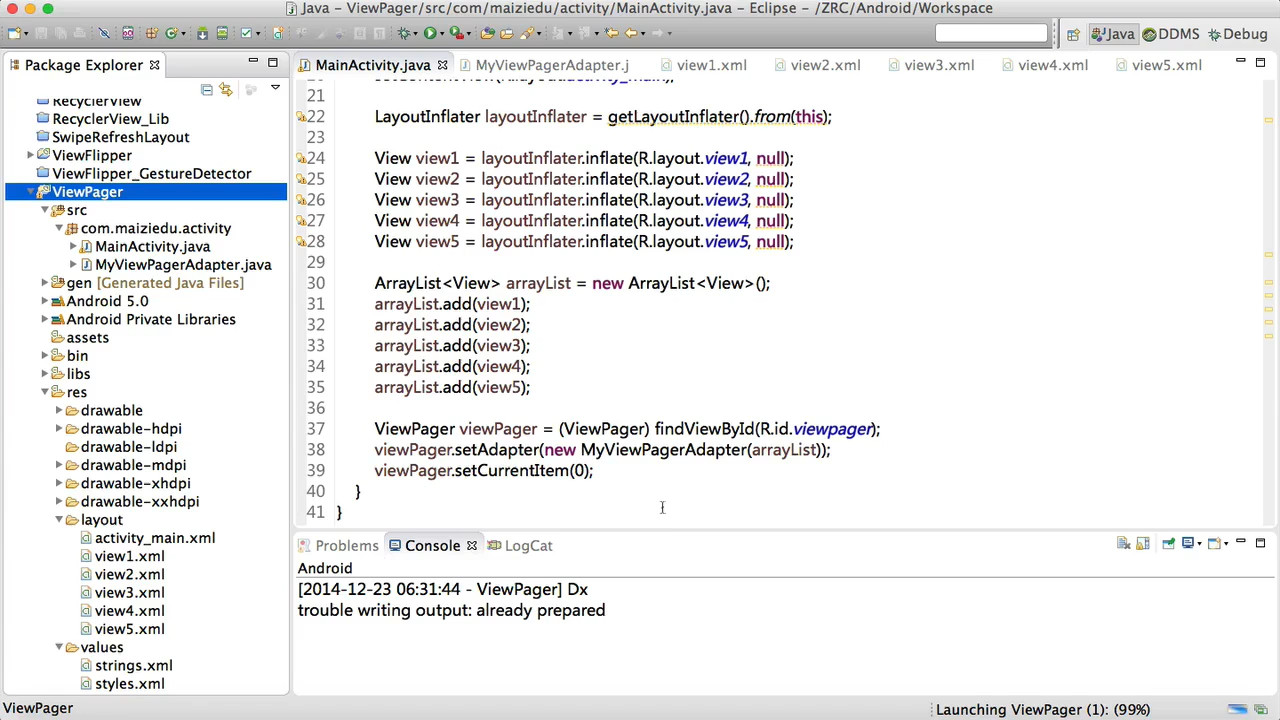 Java – ViewPager/src/com/maiziedu/activity/MainActivity.java – Eclipse – /ZRC/Android/Workspace
Java
DDMS
Debug
Package Explorer
MainActivity.java
MyViewPagerAdapter.j
view1.xml
view2.xml
view3.xml
view4.xml
view5.xml
RecyclerView
RecyclerView_Lib
SwipeRefreshLayout
ViewFlipper
ViewFlipper_GestureDetector
ViewPager
src
com.maiziedu.activity
MainActivity.java
MyViewPagerAdapter.java
gen [Generated Java Files]
Android 5.0
Android Private Libraries
assets
bin
libs
res
drawable
drawable-hdpi
drawable-ldpi
drawable-mdpi
drawable-xhdpi
drawable-xxhdpi
layout
activity_main.xml
view1.xml
view2.xml
view3.xml
view4.xml
view5.xml
values
strings.xml
styles.xml
21
22 LayoutInflater layoutInflater = getLayoutInflater().from(this);
23
24 View view1 = layoutInflater.inflate(R.layout.view1, null);
25 View view2 = layoutInflater.inflate(R.layout.view2, null);
26 View view3 = layoutInflater.inflate(R.layout.view3, null);
27 View view4 = layoutInflater.inflate(R.layout.view4, null);
28 View view5 = layoutInflater.inflate(R.layout.view5, null);
29
30 ArrayList<View> arrayList = new ArrayList<View>();
31 arrayList.add(view1);
32 arrayList.add(view2);
33 arrayList.add(view3);
34 arrayList.add(view4);
35 arrayList.add(view5);
36
37 ViewPager viewPager = (ViewPager) findViewById(R.id.viewpager);
38 viewPager.setAdapter(new MyViewPagerAdapter(arrayList));
39 viewPager.setCurrentItem(0);
40 }
41 }
Problems
Console
LogCat
Android
[2014-12-23 06:31:44 - ViewPager] Dx
trouble writing output: already prepared
ViewPager
Launching ViewPager (1): (99%)